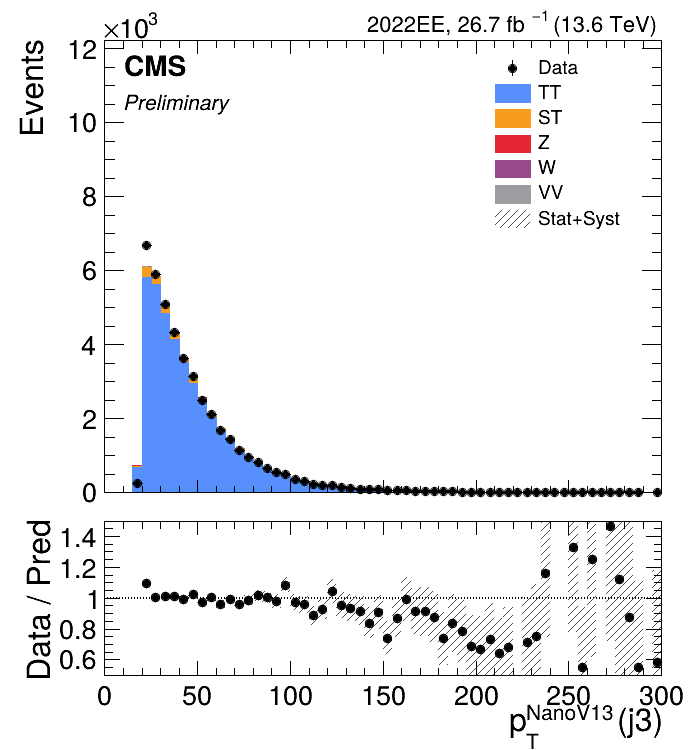 ×10³
2022EE, 26.7 fb⁻¹ (13.6 TeV)
CMS
Preliminary
Events
12
10
8
6
4
2
0
Data
TT
ST
Z
W
VV
Stat+Syst
Data / Pred
1.4
1.2
1
0.8
0.6
0 50 100 150 200 250 300
p_T^NanoV13 (j3)